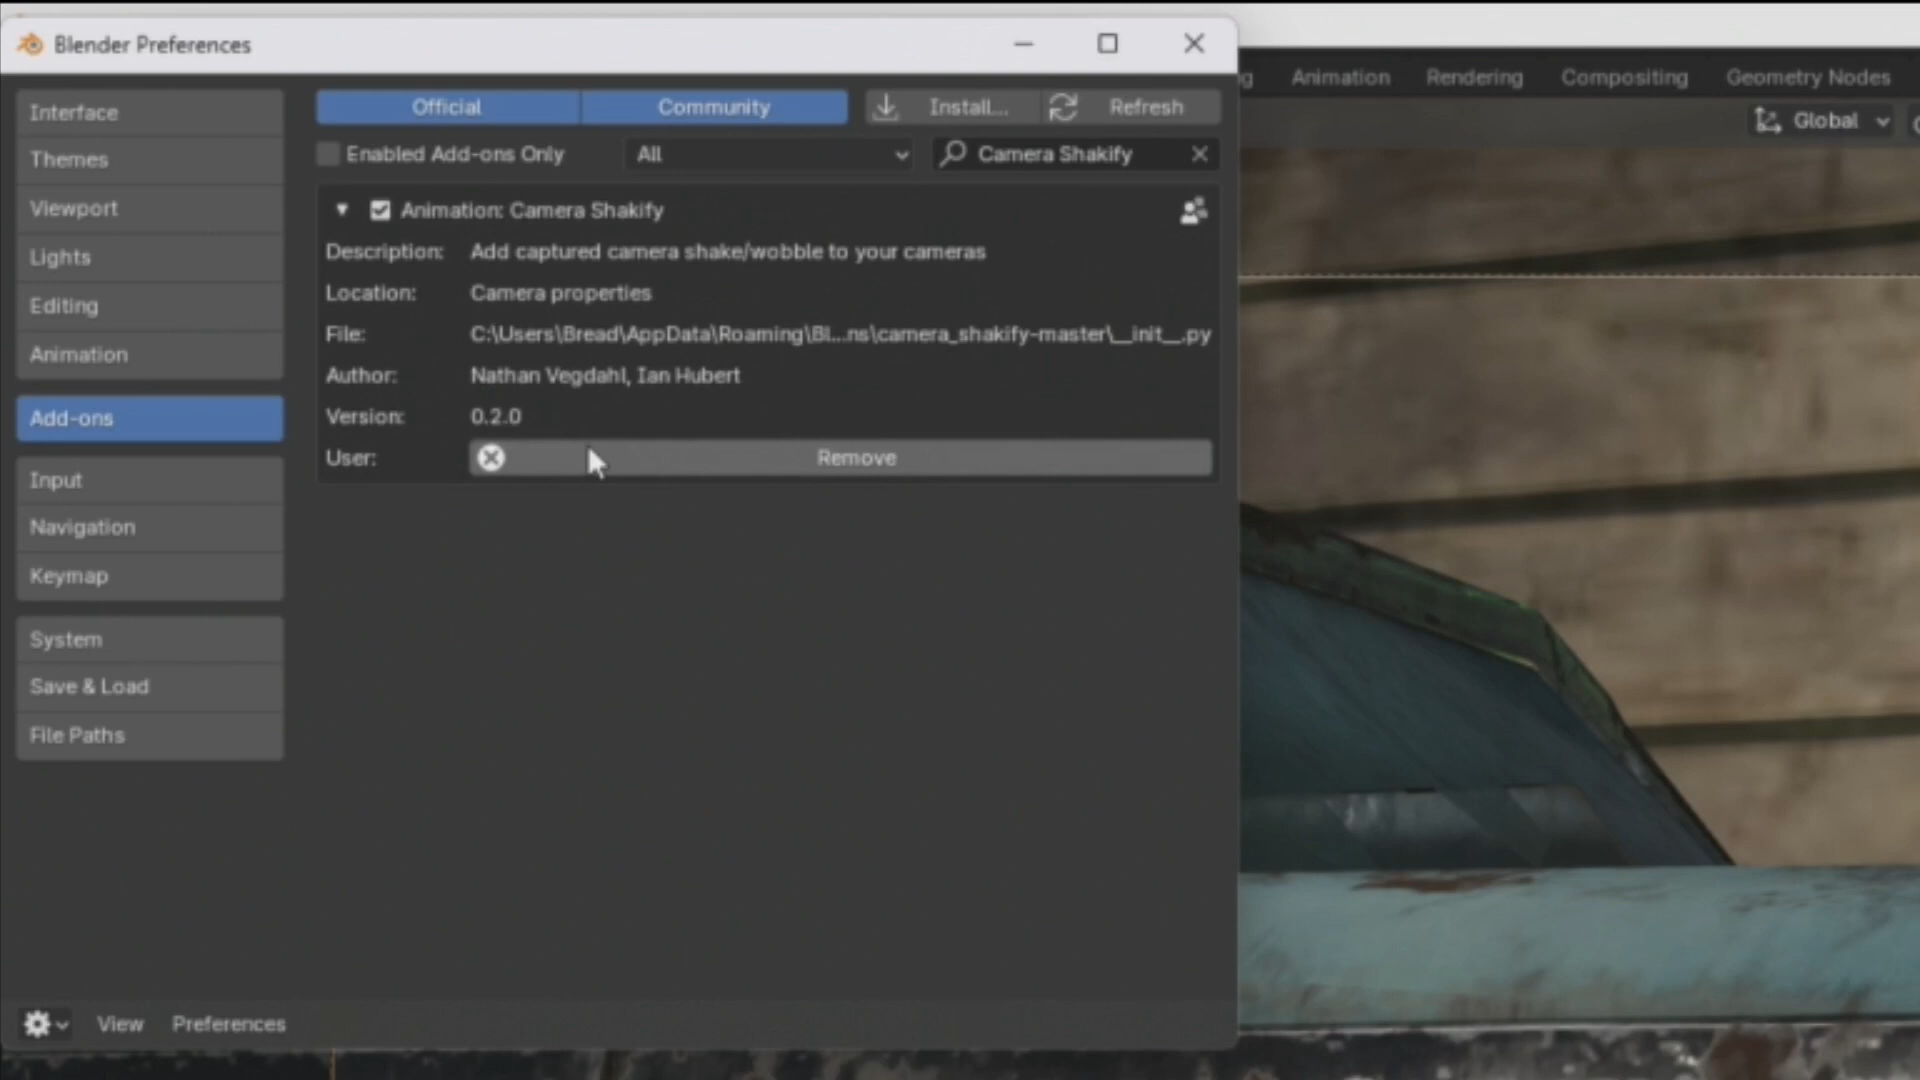 Blender Preferences
g Animation Rendering Compositing Geometry Nodes
Global
Interface
Themes
Viewport
Lights
Editing
Animation
Add-ons
Input
Navigation
Keymap
System
Save & Load
File Paths
Official Community Install... Refresh
Enabled Add-ons Only All Camera Shakify
Animation: Camera Shakify
Description: Add captured camera shake/wobble to your cameras
Location: Camera properties
File: C:\Users\Bread\AppData\Roaming\Bl...ns\camera_shakify-master\__init__.py
Author: Nathan Vegdahl, Ian Hubert
Version: 0.2.0
User: Remove
View Preferences